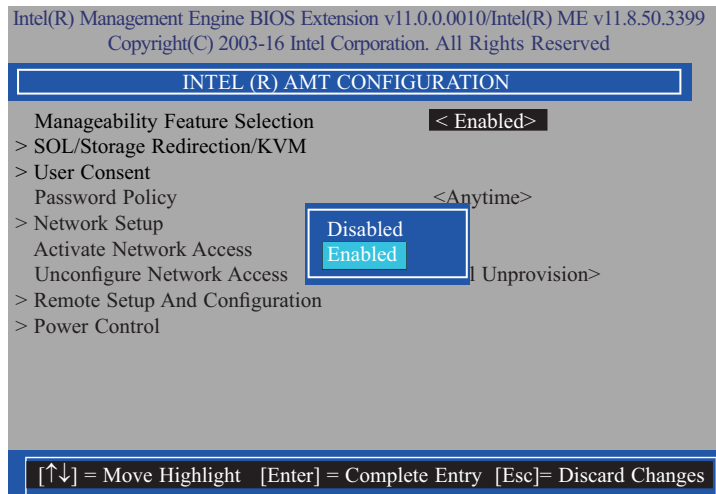 Intel(R) Management Engine BIOS Extension v11.0.0.0010/Intel(R) ME v11.8.50.3399
Copyright(C) 2003-16 Intel Corporation. All Rights Reserved
INTEL (R) AMT CONFIGURATION
Manageability Feature Selection < Enabled>
> SOL/Storage Redirection/KVM
> User Consent
Password Policy <Anytime>
> Network Setup
Disabled
Activate Network Access
Enabled
Unconfigure Network Access Unprovision>
> Remote Setup And Configuration
> Power Control
[↑↓] = Move Highlight [Enter] = Complete Entry [Esc]= Discard Changes